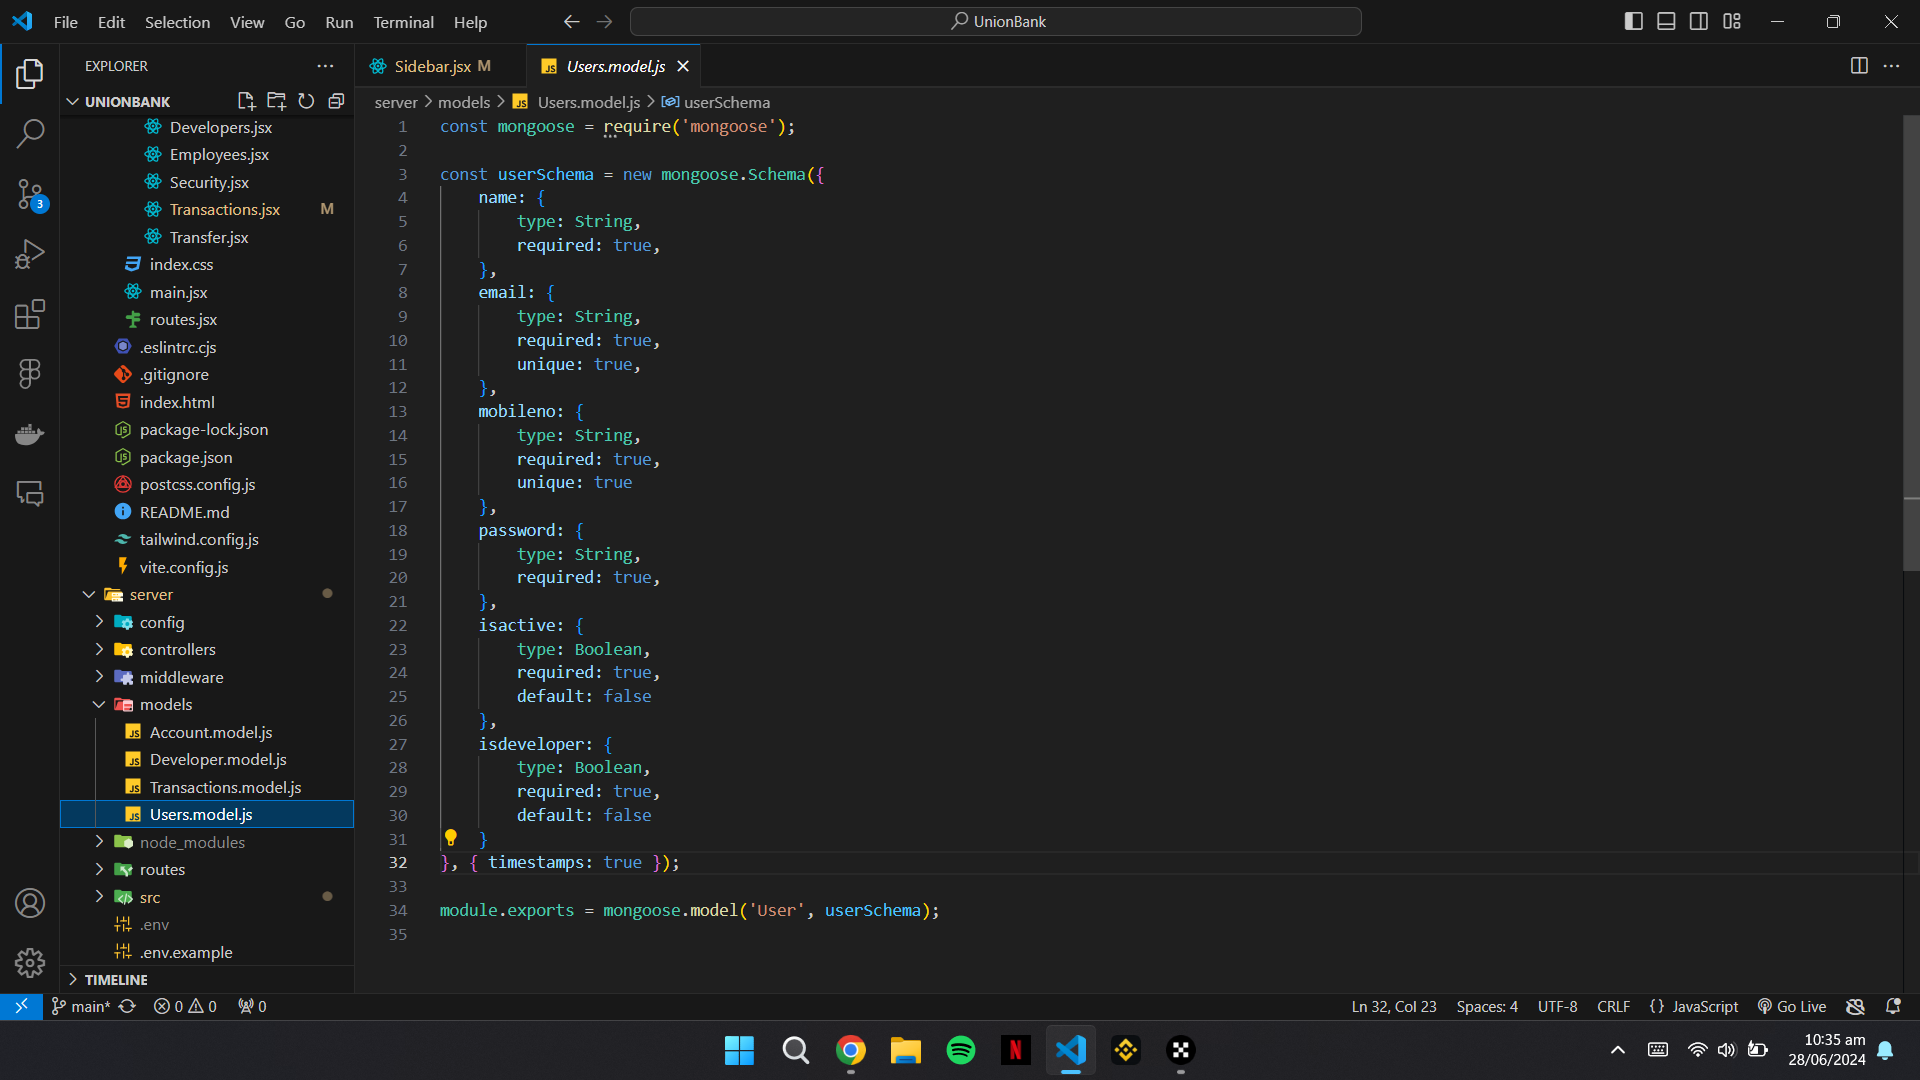 File Edit Selection View Go Run Terminal Help
UnionBank
EXPLORER
UNIONBANK
Developers.jsx
Employees.jsx
Security.jsx
Transactions.jsx M
Transfer.jsx
index.css
main.jsx
routes.jsx
.eslintrc.cjs
.gitignore
index.html
package-lock.json
package.json
postcss.config.js
README.md
tailwind.config.js
vite.config.js
server
config
controllers
middleware
models
Account.model.js
Developer.model.js
Transactions.model.js
Users.model.js
node_modules
routes
src
.env
.env.example
TIMELINE
3
Sidebar.jsx M
Users.model.js
server > models > Users.model.js > userSchema
1 const mongoose = require('mongoose');
2
3 const userSchema = new mongoose.Schema({
4 name: {
5 type: String,
6 required: true,
7 },
8 email: {
9 type: String,
10 required: true,
11 unique: true,
12 },
13 mobileno: {
14 type: String,
15 required: true,
16 unique: true
17 },
18 password: {
19 type: String,
20 required: true,
21 },
22 isactive: {
23 type: Boolean,
24 required: true,
25 default: false
26 },
27 isdeveloper: {
28 type: Boolean,
29 required: true,
30 default: false
31 }
32 }, { timestamps: true });
33
34 module.exports = mongoose.model('User', userSchema);
35
main* 0 0 0
Ln 32, Col 23 Spaces: 4 UTF-8 CRLF {} JavaScript Go Live
10:35 am
28/06/2024